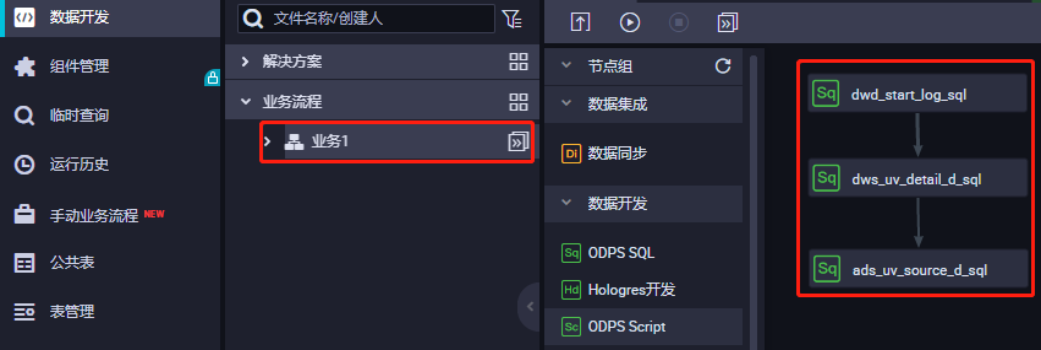 数据开发
组件管理
临时查询
运行历史
手动业务流程 NEW
公共表
表管理
文件名称/创建人
解决方案
业务流程
业务1
节点组
数据集成
Di 数据同步
数据开发
Sq ODPS SQL
Hd Hologres开发
Sc ODPS Script
Sq dwd_start_log_sql
Sq dws_uv_detail_d_sql
Sq ads_uv_source_d_sql